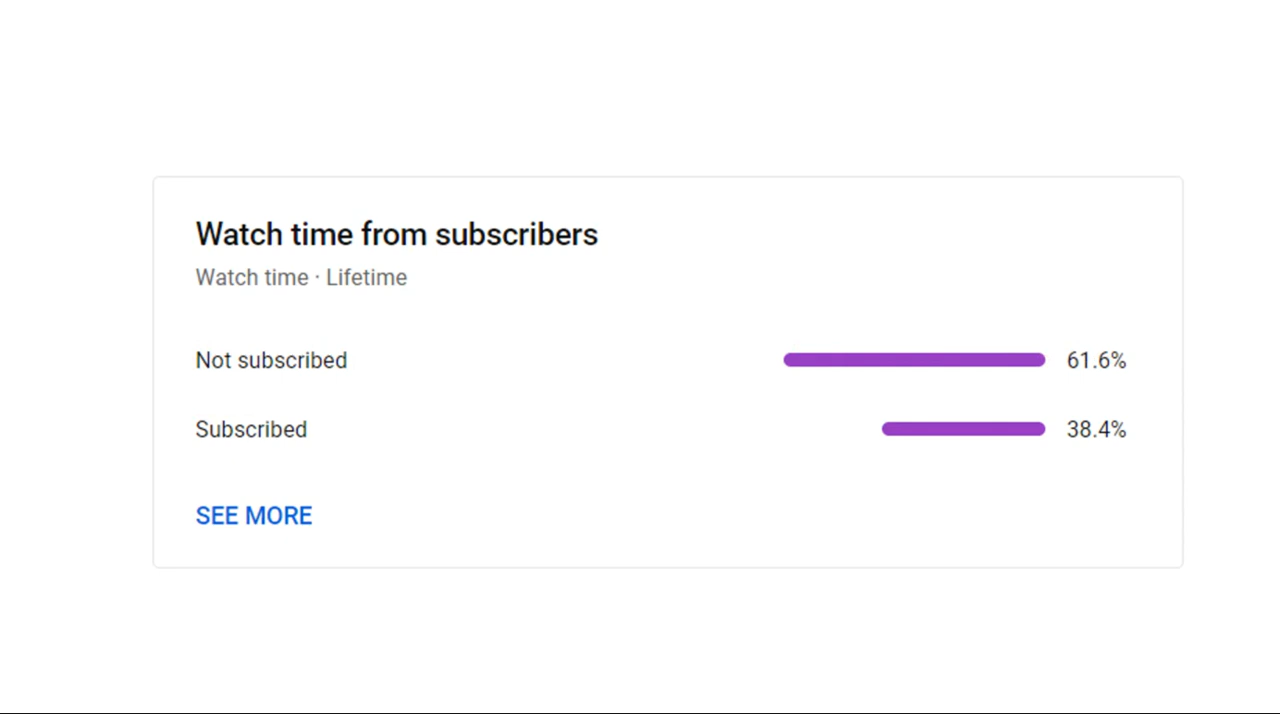 Watch time from subscribers
Watch time · Lifetime
Not subscribed 61.6%
Subscribed 38.4%
SEE MORE